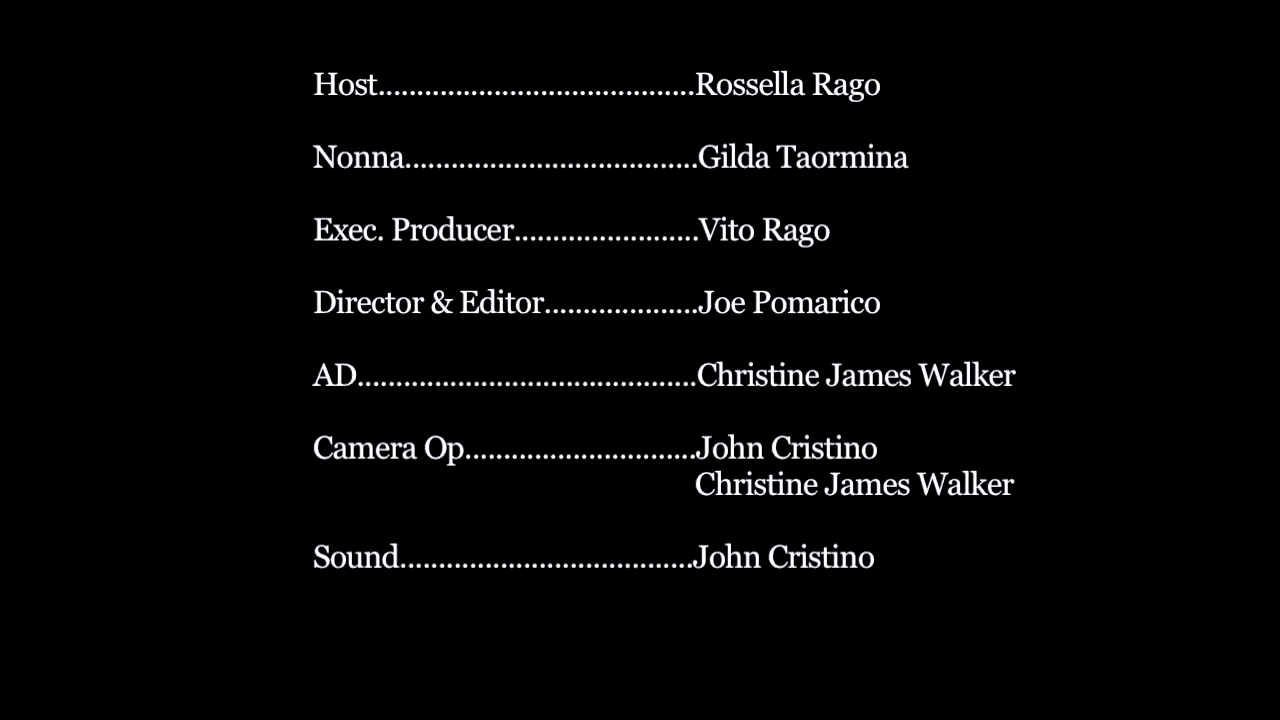 Host.........................................Rossella Rago
Nonna......................................Gilda Taormina
Exec. Producer........................Vito Rago
Director & Editor....................Joe Pomarico
AD............................................Christine James Walker
Camera Op..............................John Cristino
Christine James Walker
Sound......................................John Cristino